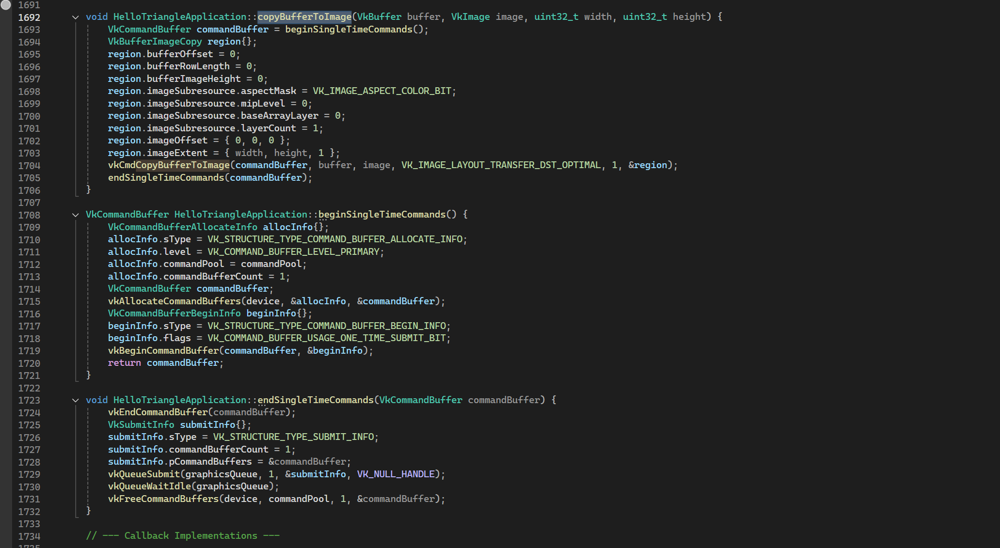 1691
1692 void HelloTriangleApplication::copyBufferToImage(VkBuffer buffer, VkImage image, uint32_t width, uint32_t height) {
1693 VkCommandBuffer commandBuffer = beginSingleTimeCommands();
1694 VkBufferImageCopy region{};
1695 region.bufferOffset = 0;
1696 region.bufferRowLength = 0;
1697 region.bufferImageHeight = 0;
1698 region.imageSubresource.aspectMask = VK_IMAGE_ASPECT_COLOR_BIT;
1699 region.imageSubresource.mipLevel = 0;
1700 region.imageSubresource.baseArrayLayer = 0;
1701 region.imageSubresource.layerCount = 1;
1702 region.imageOffset = { 0, 0, 0 };
1703 region.imageExtent = { width, height, 1 };
1704 vkCmdCopyBufferToImage(commandBuffer, buffer, image, VK_IMAGE_LAYOUT_TRANSFER_DST_OPTIMAL, 1, &region);
1705 endSingleTimeCommands(commandBuffer);
1706 }
1707
1708 VkCommandBuffer HelloTriangleApplication::beginSingleTimeCommands() {
1709 VkCommandBufferAllocateInfo allocInfo{};
1710 allocInfo.sType = VK_STRUCTURE_TYPE_COMMAND_BUFFER_ALLOCATE_INFO;
1711 allocInfo.level = VK_COMMAND_BUFFER_LEVEL_PRIMARY;
1712 allocInfo.commandPool = commandPool;
1713 allocInfo.commandBufferCount = 1;
1714 VkCommandBuffer commandBuffer;
1715 vkAllocateCommandBuffers(device, &allocInfo, &commandBuffer);
1716 VkCommandBufferBeginInfo beginInfo{};
1717 beginInfo.sType = VK_STRUCTURE_TYPE_COMMAND_BUFFER_BEGIN_INFO;
1718 beginInfo.flags = VK_COMMAND_BUFFER_USAGE_ONE_TIME_SUBMIT_BIT;
1719 vkBeginCommandBuffer(commandBuffer, &beginInfo);
1720 return commandBuffer;
1721 }
1722
1723 void HelloTriangleApplication::endSingleTimeCommands(VkCommandBuffer commandBuffer) {
1724 vkEndCommandBuffer(commandBuffer);
1725 VkSubmitInfo submitInfo{};
1726 submitInfo.sType = VK_STRUCTURE_TYPE_SUBMIT_INFO;
1727 submitInfo.commandBufferCount = 1;
1728 submitInfo.pCommandBuffers = &commandBuffer;
1729 vkQueueSubmit(graphicsQueue, 1, &submitInfo, VK_NULL_HANDLE);
1730 vkQueueWaitIdle(graphicsQueue);
1731 vkFreeCommandBuffers(device, commandPool, 1, &commandBuffer);
1732 }
1733
1734 // --- Callback Implementations ---
1735